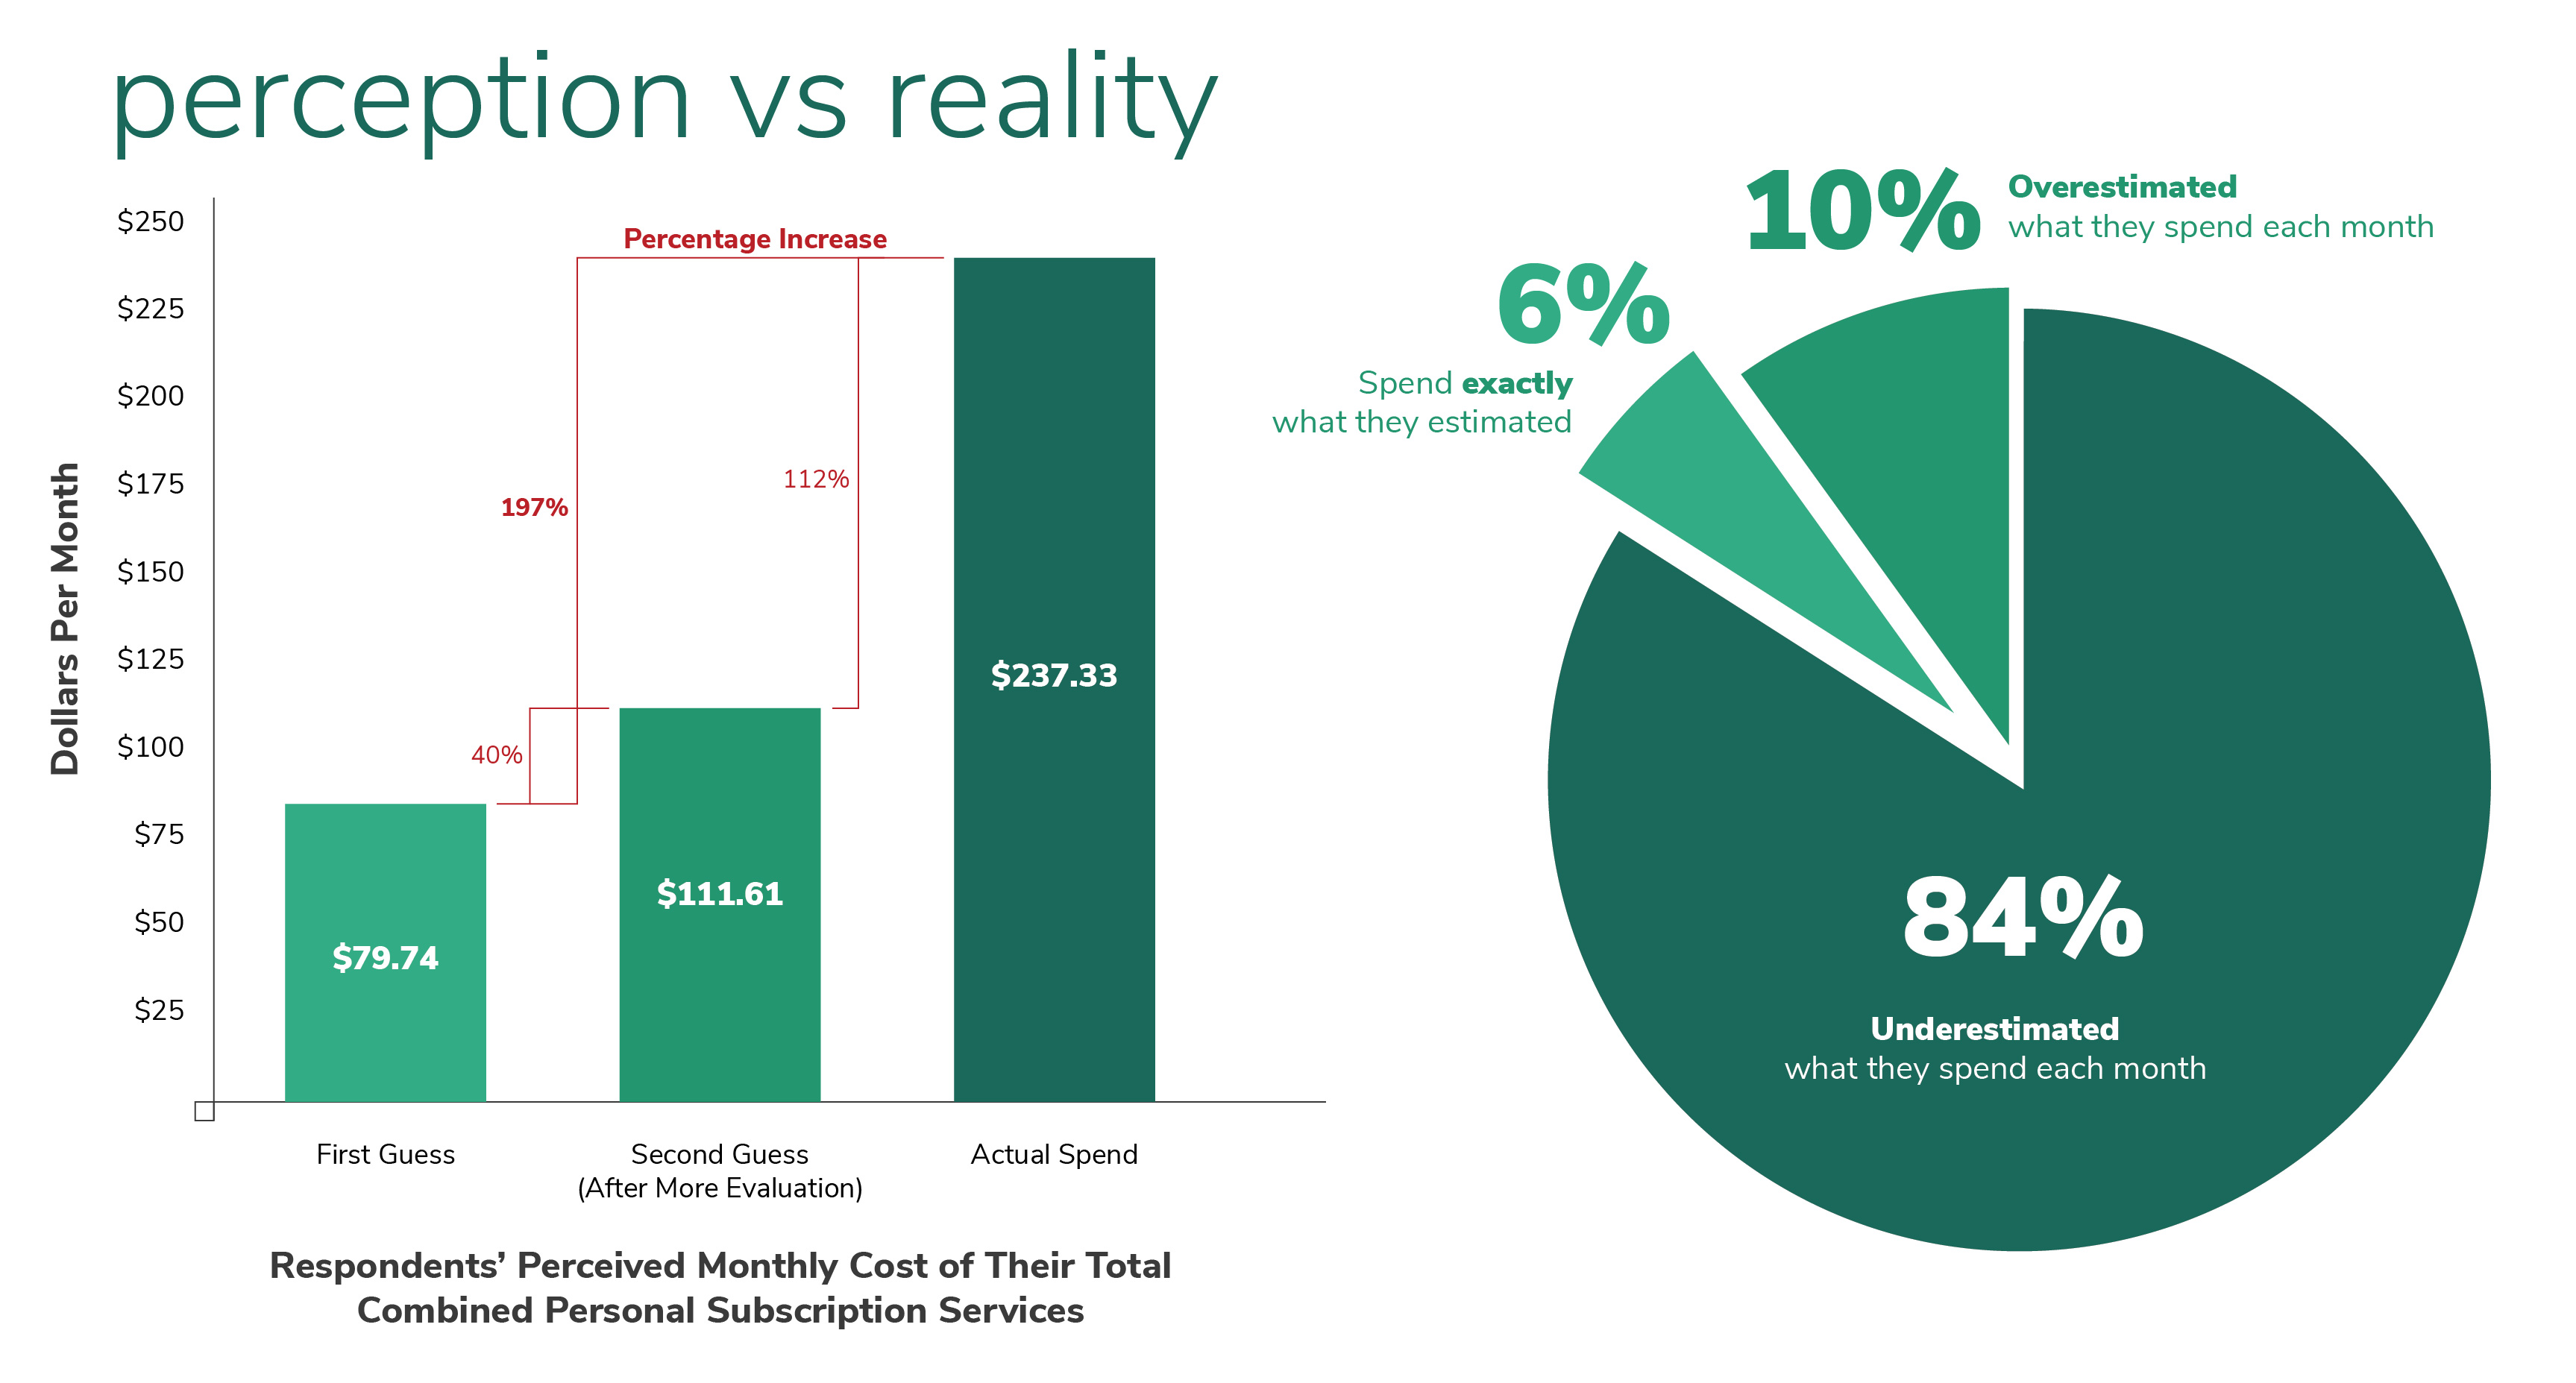 perception vs reality
Dollars Per Month
$250
$225
$200
$175
$150
$125
$100
$75
$50
$25
Percentage Increase
197%
112%
40%
$79.74
$111.61
$237.33
First Guess
Second Guess
(After More Evaluation)
Actual Spend
Respondents’ Perceived Monthly Cost of Their Total
Combined Personal Subscription Services
10%
Overestimated
what they spend each month
6%
Spend exactly
what they estimated
84%
Underestimated
what they spend each month